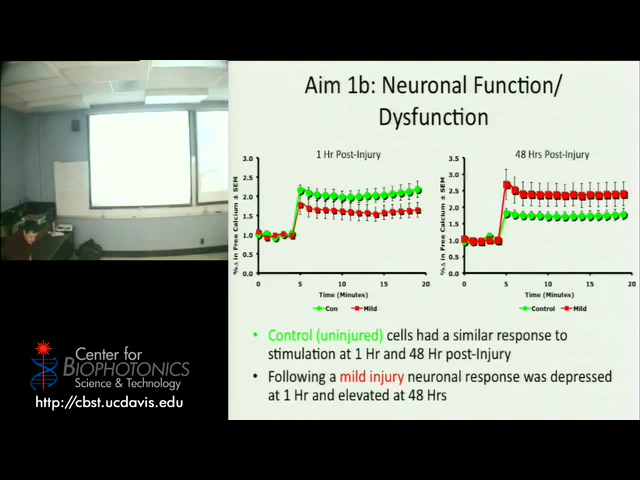 Aim 1b: Neuronal Function/
Dysfunction
1 Hr Post-Injury
%Δ in Free Calcium ± SEM
3.0
2.5
2.0
1.5
1.0
0.5
0.0
0 5 10 15 20
Time (Minutes)
Con Mild
48 Hrs Post-Injury
%Δ in Free Calcium ± SEM
3.5
3.0
2.5
2.0
1.5
1.0
0.5
0.0
0 5 10 15 20
Time (Minutes)
Control Mild
• Control (uninjured) cells had a similar response to
stimulation at 1 Hr and 48 Hr post-Injury
• Following a mild injury neuronal response was depressed
at 1 Hr and elevated at 48 Hrs
Center for
BIOPHOTONICS
Science & Technology
http://cbst.ucdavis.edu